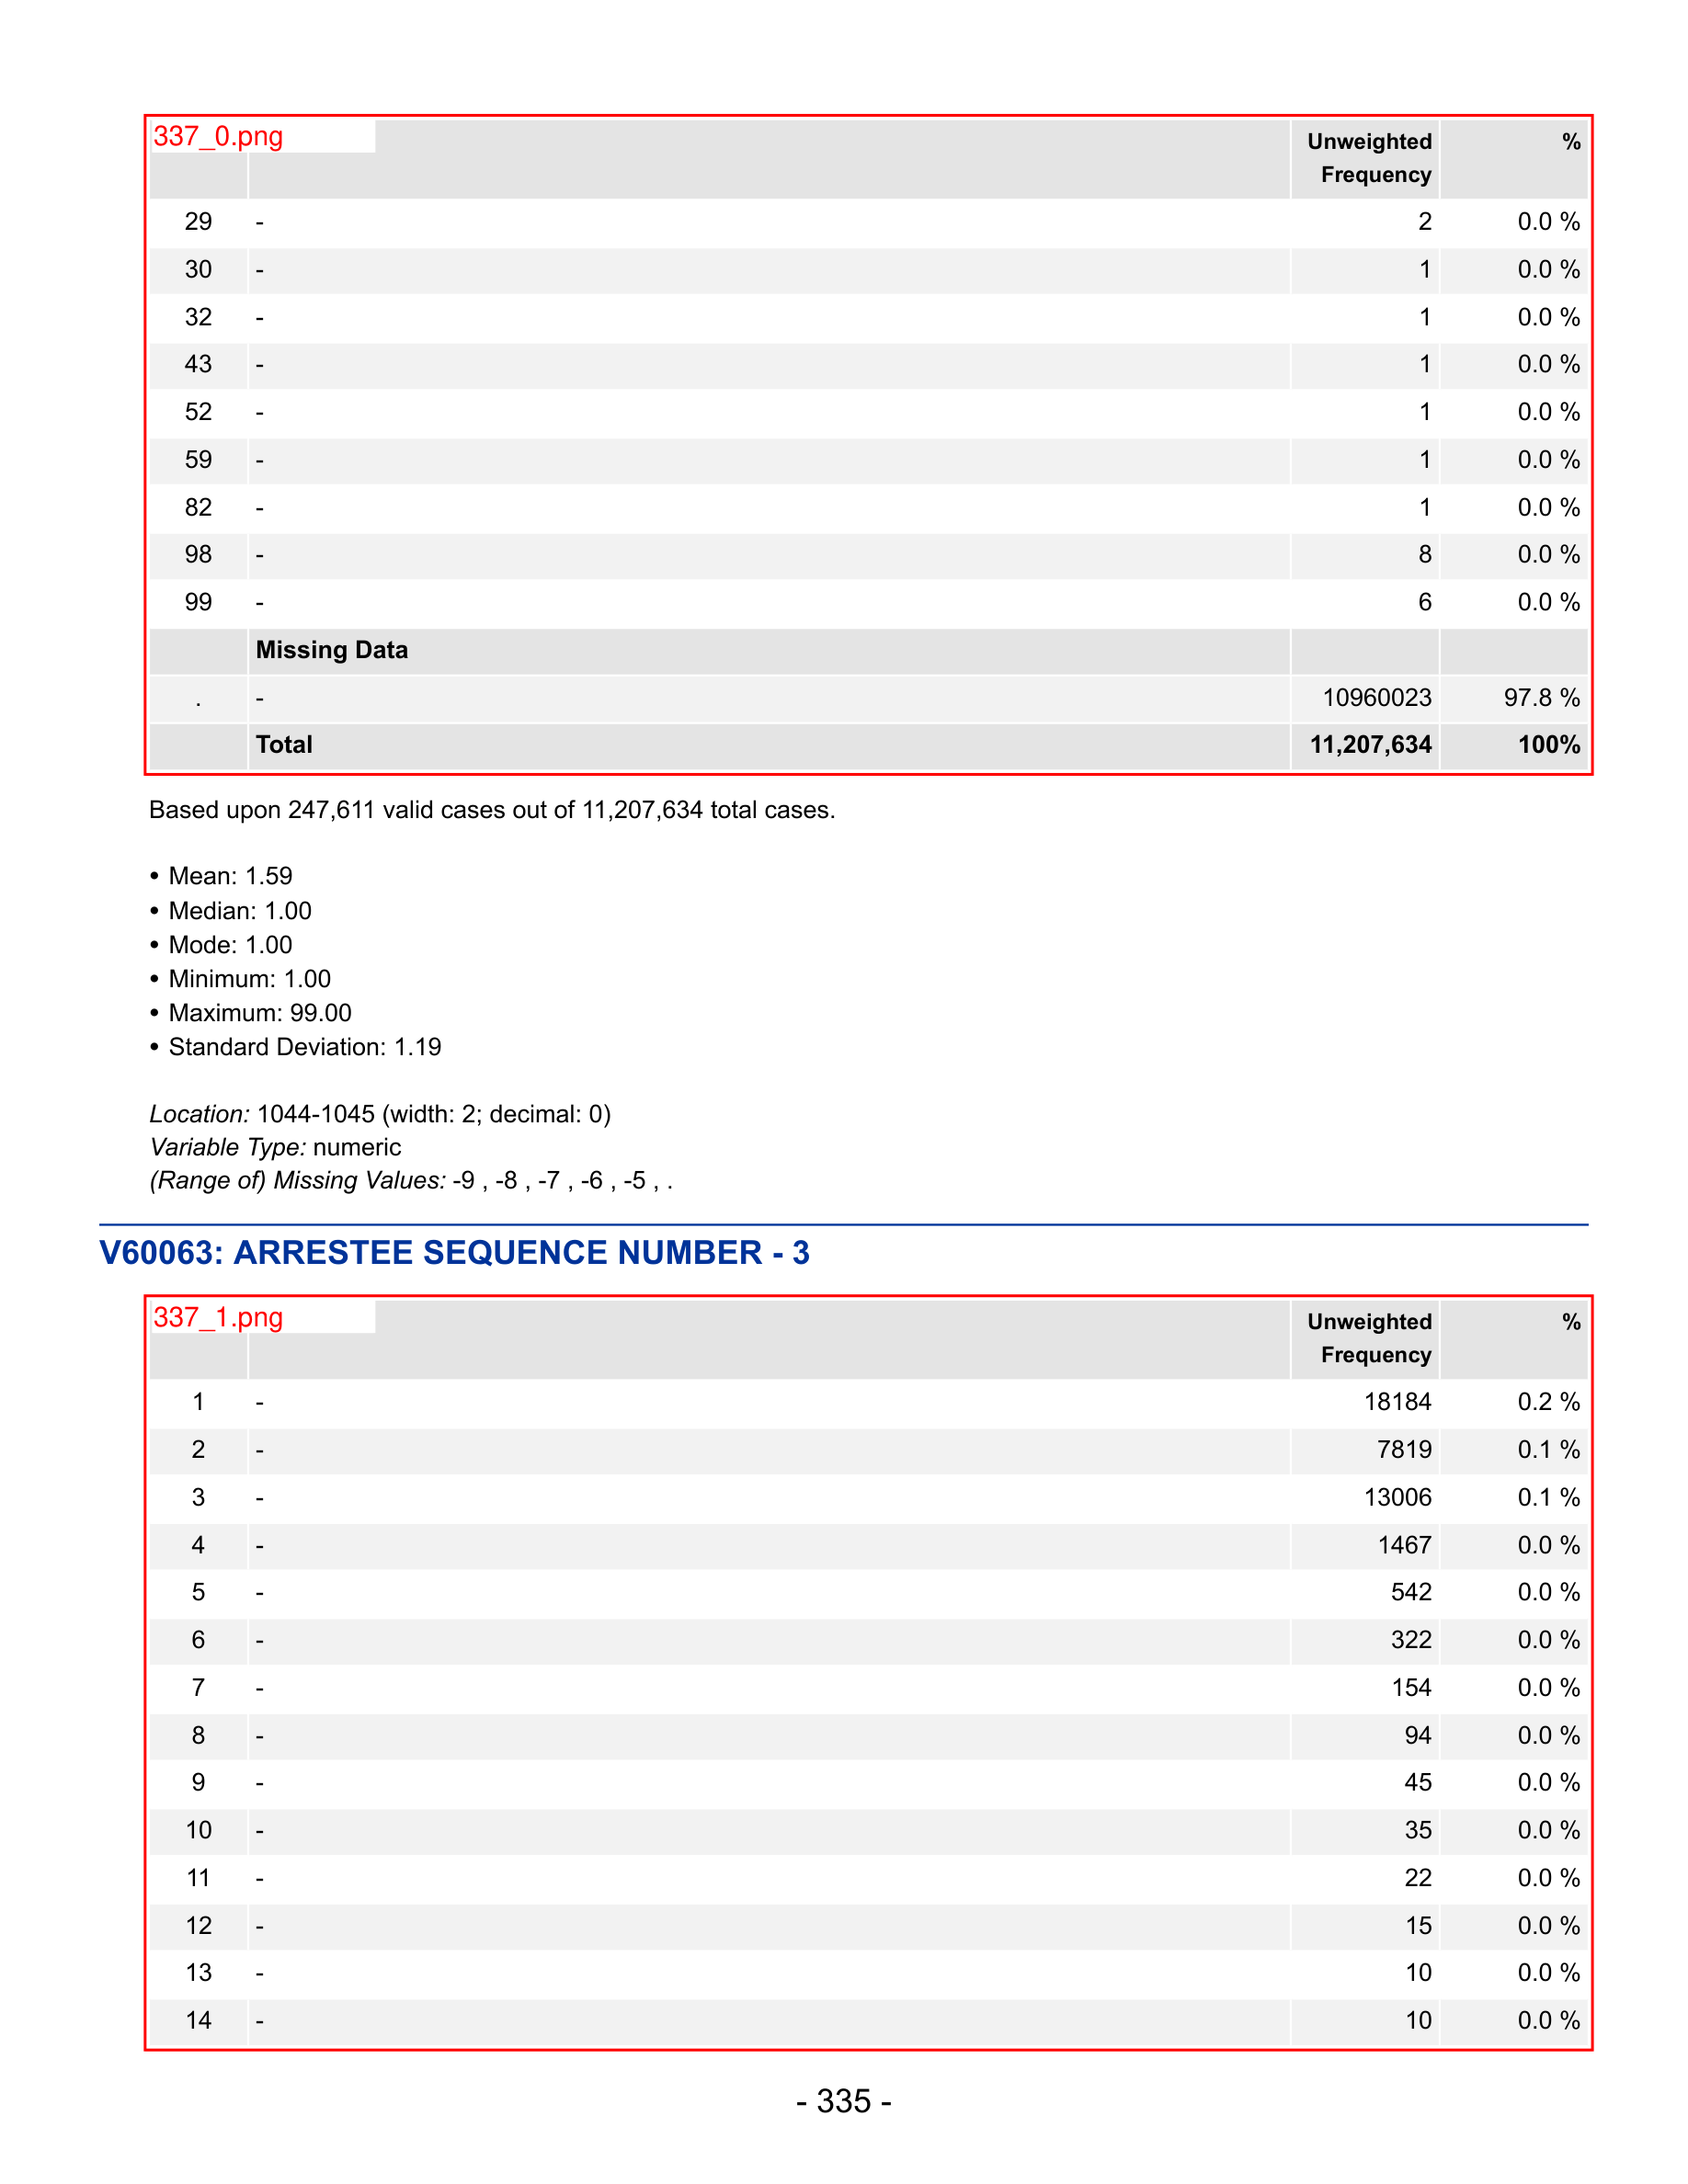 337_0.png
Unweighted Frequency %
29 - 2 0.0 %
30 - 1 0.0 %
32 - 1 0.0 %
43 - 1 0.0 %
52 - 1 0.0 %
59 - 1 0.0 %
82 - 1 0.0 %
98 - 8 0.0 %
99 - 6 0.0 %
Missing Data
. - 10960023 97.8 %
Total 11,207,634 100%
Based upon 247,611 valid cases out of 11,207,634 total cases.
• Mean: 1.59
• Median: 1.00
• Mode: 1.00
• Minimum: 1.00
• Maximum: 99.00
• Standard Deviation: 1.19
Location: 1044-1045 (width: 2; decimal: 0)
Variable Type: numeric
(Range of) Missing Values: -9 , -8 , -7 , -6 , -5 , .
V60063: ARRESTEE SEQUENCE NUMBER - 3
337_1.png
Unweighted Frequency %
1 - 18184 0.2 %
2 - 7819 0.1 %
3 - 13006 0.1 %
4 - 1467 0.0 %
5 - 542 0.0 %
6 - 322 0.0 %
7 - 154 0.0 %
8 - 94 0.0 %
9 - 45 0.0 %
10 - 35 0.0 %
11 - 22 0.0 %
12 - 15 0.0 %
13 - 10 0.0 %
14 - 10 0.0 %
- 335 -